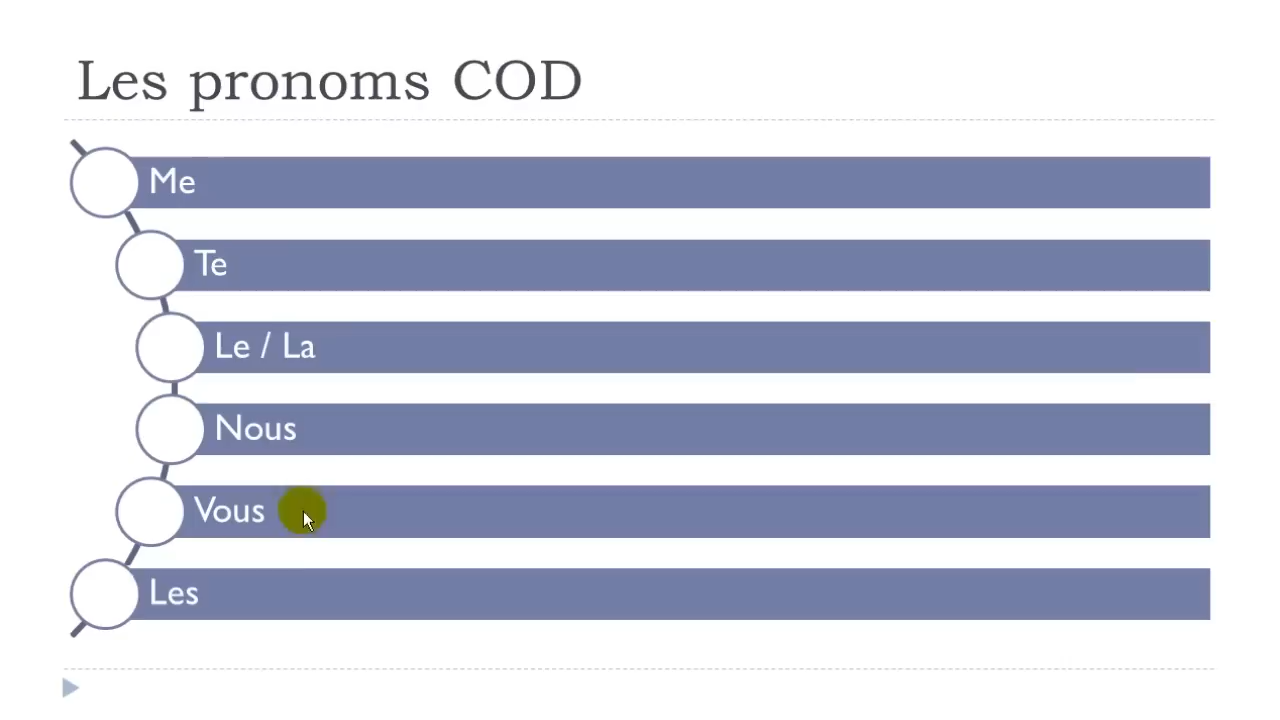 Les pronoms COD
Me
Te
Le / La
Nous
Vous
Les